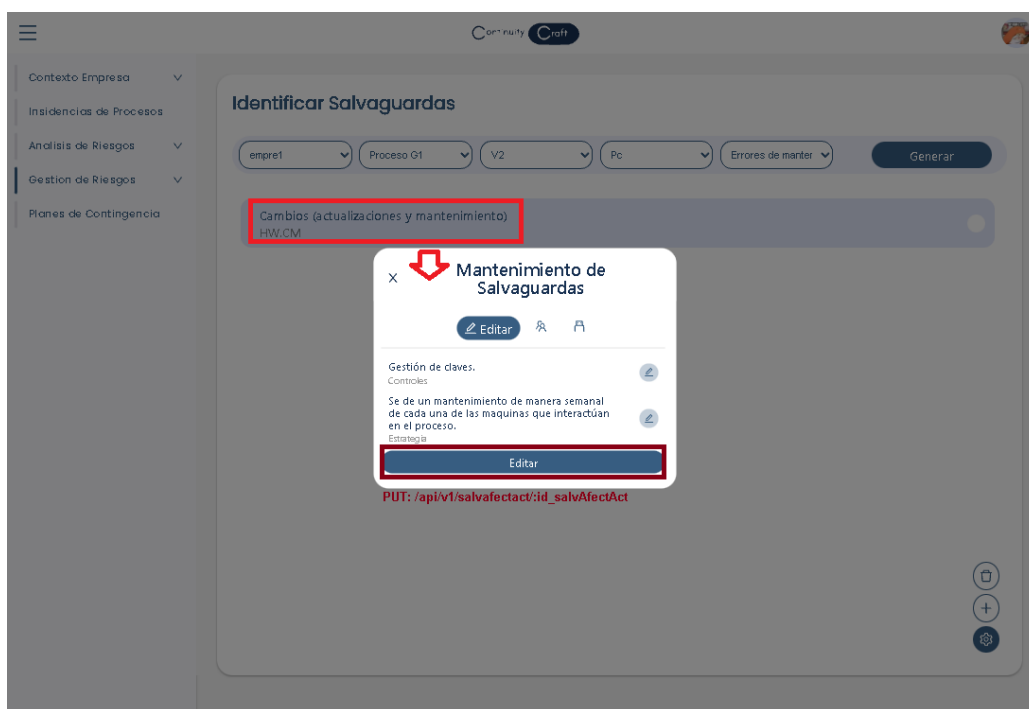 Continuity Craft
Contexto Empresa
Insidencias de Procesos
Analisis de Riesgos
Gestion de Riesgos
Planes de Contingencia
Identificar Salvaguardas
empre1
Proceso G1
V2
Pc
Errores de manter
Generar
Cambios (actualizaciones y mantenimiento)
HW.CM
X
Mantenimiento de
Salvaguardas
Editar
Gestión de claves.
Controles
Se de un mantenimiento de manera semanal
de cada una de las maquinas que interactúan
en el proceso.
Estrategia
Editar
PUT: /api/v1/salvafectact/:id_salvAfectAct